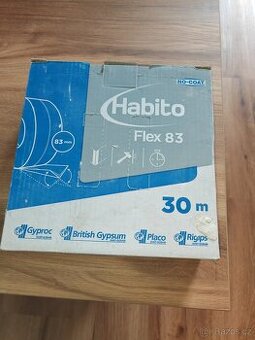 NO-COAT
Habito
83 mm
Flex 83
30 m
Gyproc
British Gypsum
Placo
Rigips